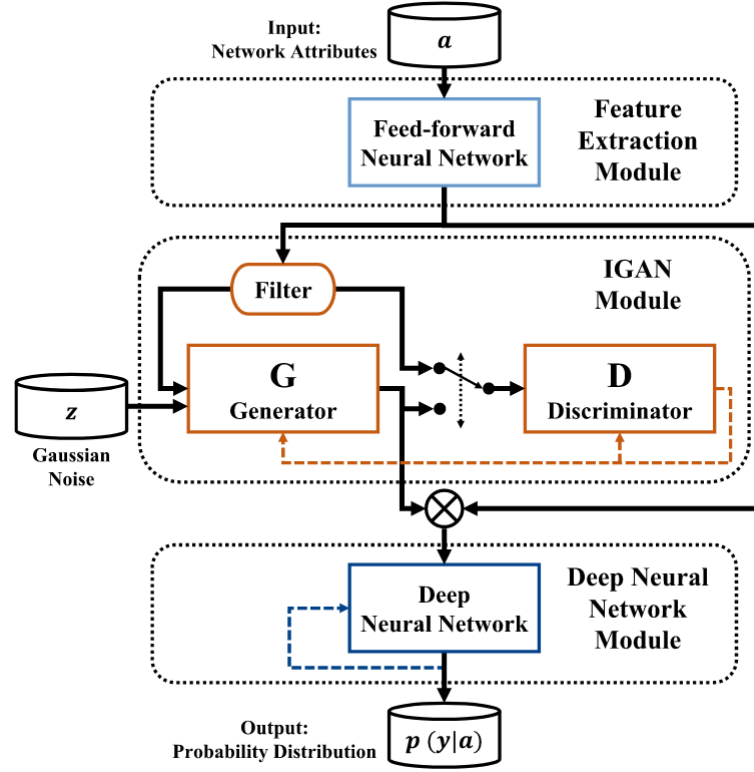 Input:
Network Attributes
a
Feed-forward
Neural Network
Feature
Extraction
Module
IGAN
Module
Filter
G
Generator
D
Discriminator
z
Gaussian
Noise
Deep
Neural Network
Deep Neural
Network
Module
Output:
Probability Distribution
p (y|a)